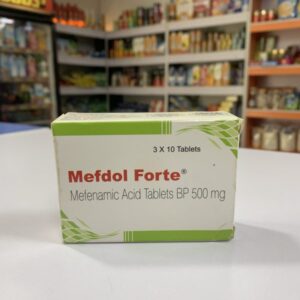 3 X 10 Tablets
Mefdol Forte®
Mefenamic Acid Tablets BP 500 mg